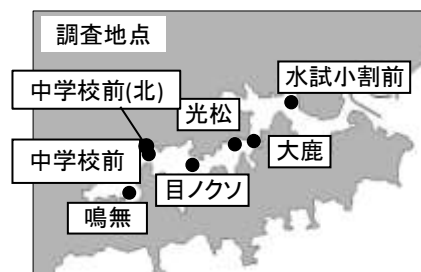 調査地点
水試小割前
中学校前(北)
光松
中学校前
大鹿
目ノクソ
鳴無